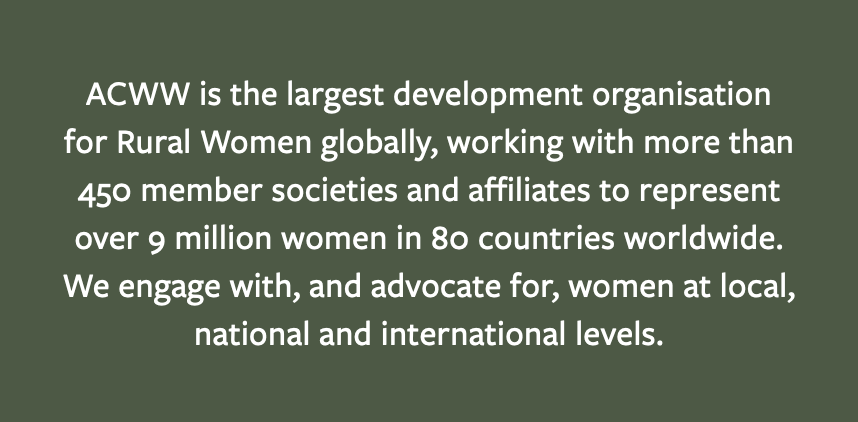 ACWW is the largest development organisation
for Rural Women globally, working with more than
450 member societies and affiliates to represent
over 9 million women in 80 countries worldwide.
We engage with, and advocate for, women at local,
national and international levels.